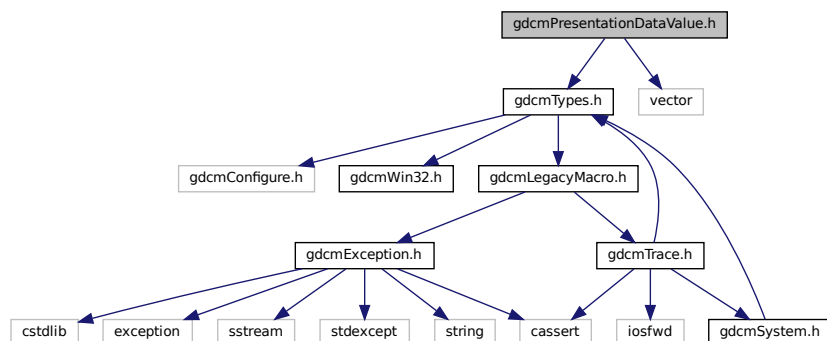 gdcmPresentationDataValue.h
gdcmTypes.h
vector
gdcmConfigure.h
gdcmWin32.h
gdcmLegacyMacro.h
gdcmException.h
gdcmTrace.h
cstdlib
exception
sstream
stdexcept
string
cassert
iosfwd
gdcmSystem.h